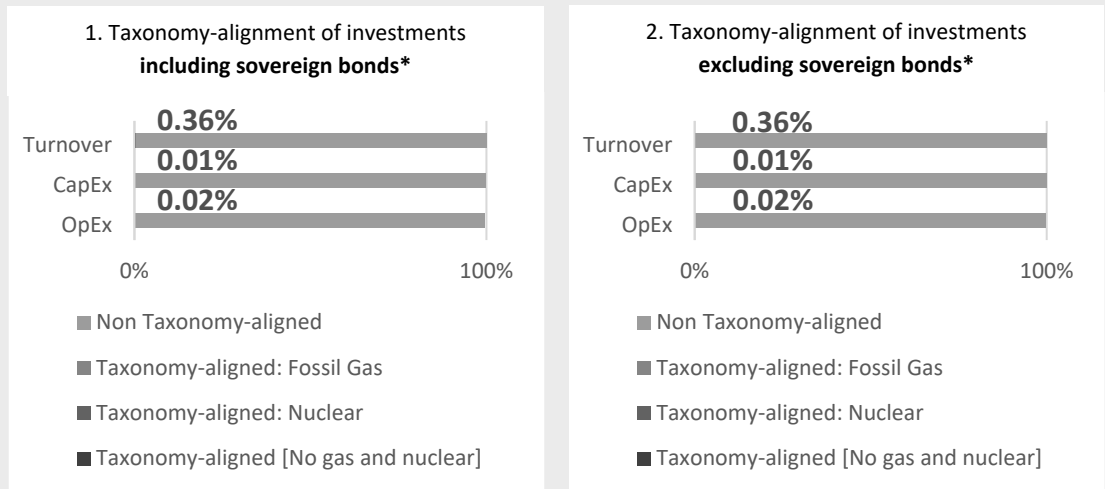 1. Taxonomy-alignment of investments
including sovereign bonds*
0.36%
Turnover
0.01%
CapEx
0.02%
OpEx
0%
100%
Non Taxonomy-aligned
Taxonomy-aligned: Fossil Gas
Taxonomy-aligned: Nuclear
Taxonomy-aligned [No gas and nuclear]
2. Taxonomy-alignment of investments
excluding sovereign bonds*
0.36%
Turnover
0.01%
CapEx
0.02%
OpEx
0%
100%
Non Taxonomy-aligned
Taxonomy-aligned: Fossil Gas
Taxonomy-aligned: Nuclear
Taxonomy-aligned [No gas and nuclear]